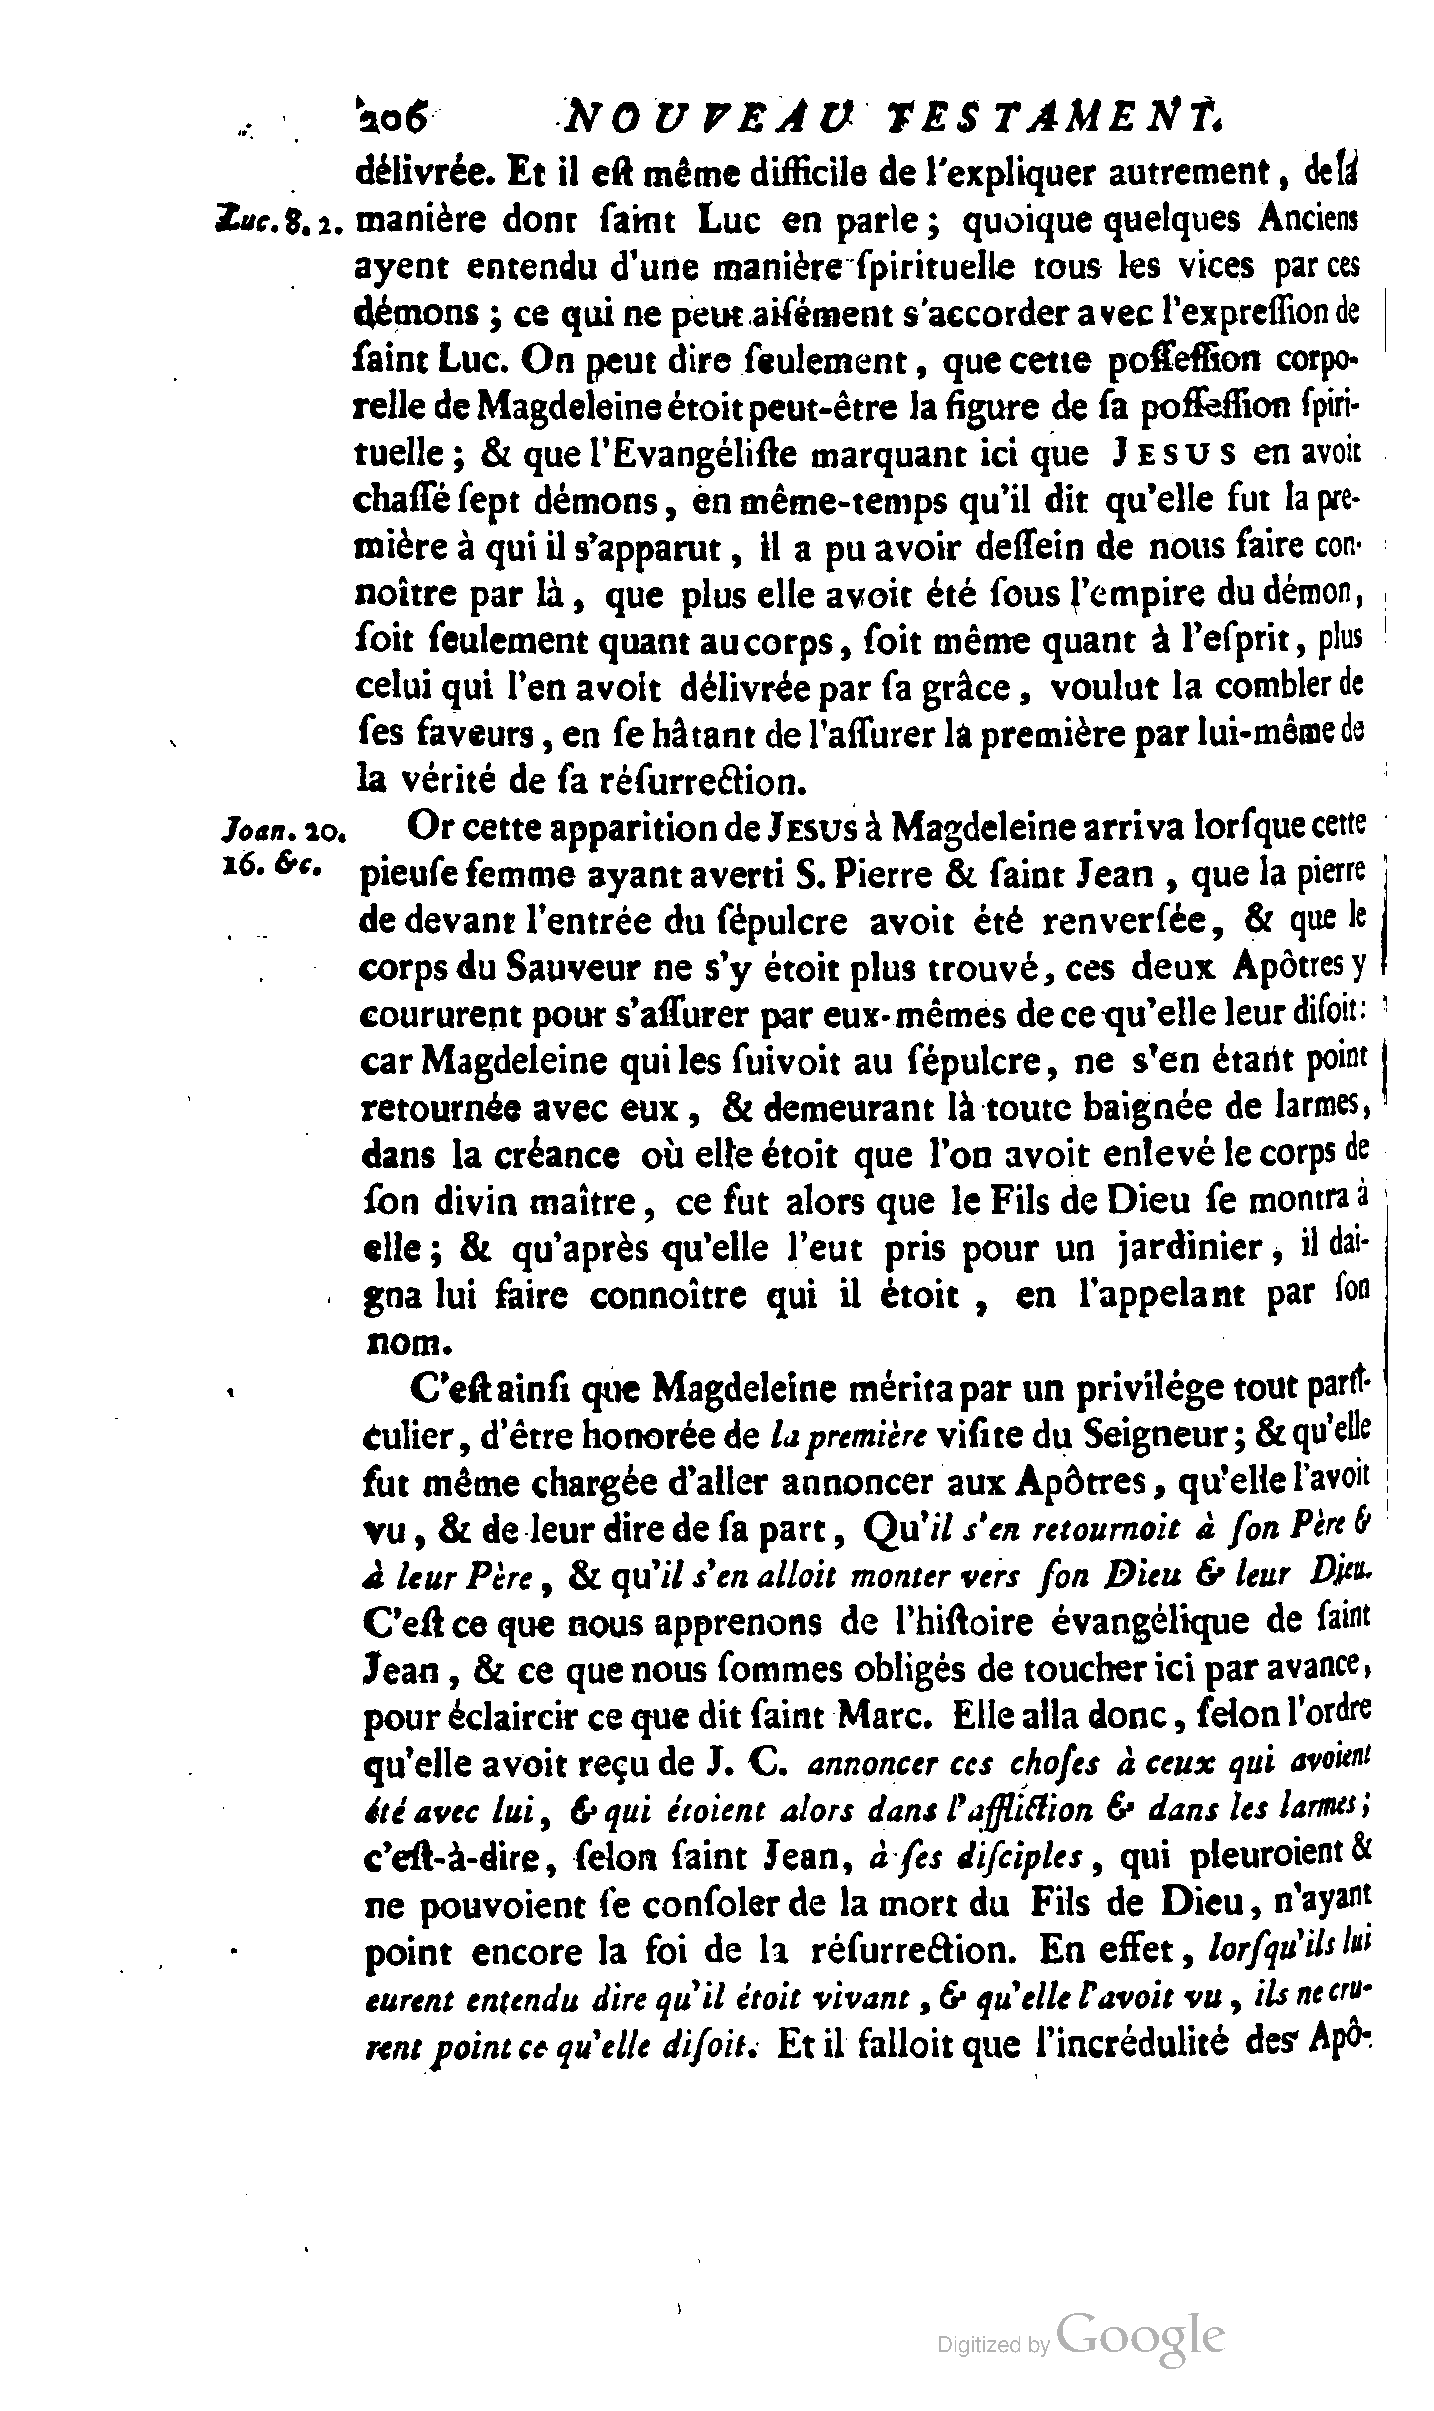 206 NOUVEAU TESTAMENT.
délivrée. Et il eſt même difficile de l'expliquer autrement, de la
Luc. 8. 2. manière dont ſaint Luc en parle; quoique quelques Anciens
ayent entendu d'une manière ſpirituelle tous les vices par ces
démons; ce qui ne peut aiſément s'accorder avec l'expreſſion de
ſaint Luc. On peut dire ſeulement, que cette poſſeſſion corpo-
relle de Magdeleine étoit peut-être la figure de ſa poſſeſſion ſpiri-
tuelle; & que l'Evangéliſte marquant ici que JESUS en avoit
chaſſé ſept démons, en même-temps qu'il dit qu'elle fut la pre-
mière à qui il s'apparut, il a pu avoir deſſein de nous faire con-
noître par là, que plus elle avoit été ſous l'empire du démon,
ſoit ſeulement quant au corps, ſoit même quant à l'eſprit, plus
celui qui l'en avoit délivrée par ſa grâce, voulut la combler de
ſes faveurs, en ſe hâtant de l'aſſurer la première par lui-même de
la vérité de ſa réſurrection.
Joan. 20. Or cette apparition de JESUS à Magdeleine arriva lorſque cette
16. &c. pieuſe femme ayant averti S. Pierre & ſaint Jean, que la pierre
de devant l'entrée du ſépulcre avoit été renverſée, & que le
corps du Sauveur ne s'y étoit plus trouvé, ces deux Apôtres y
coururent pour s'aſſurer par eux-mêmes de ce qu'elle leur diſoit:
car Magdeleine qui les ſuivoit au ſépulcre, ne s'en étant point
retournée avec eux, & demeurant là toute baignée de larmes,
dans la créance où elle étoit que l'on avoit enlevé le corps de
ſon divin maître, ce fut alors que le Fils de Dieu ſe montra à
elle; & qu'après qu'elle l'eut pris pour un jardinier, il dai-
gna lui faire connoître qui il étoit, en l'appelant par ſon
nom.
C'eſt ainſi que Magdeleine mérita par un privilége tout parti-
culier, d'être honorée de la première viſite du Seigneur; & qu'elle
fut même chargée d'aller annoncer aux Apôtres, qu'elle l'avoit
vu, & de leur dire de ſa part, Qu'il s'en retournoit à ſon Père &
à leur Père, & qu'il s'en alloit monter vers ſon Dieu & leur Dieu.
C'eſt ce que nous apprenons de l'hiſtoire évangélique de ſaint
Jean, & ce que nous ſommes obligés de toucher ici par avance,
pour éclaircir ce que dit ſaint Marc. Elle alla donc, ſelon l'ordre
qu'elle avoit reçu de J. C. annoncer ces choſes à ceux qui avoient
été avec lui, & qui étoient alors dans l'affliction & dans les larmes;
c'eſt-à-dire, ſelon ſaint Jean, à ſes diſciples, qui pleuroient &
ne pouvoient ſe conſoler de la mort du Fils de Dieu, n'ayant
point encore la foi de la réſurrection. En effet, lorſqu'ils lui
eurent entendu dire qu'il étoit vivant, & qu'elle l'avoit vu, ils ne cru-
rent point ce qu'elle diſoit. Et il falloit que l'incrédulité des Apô-
Digitized by Google